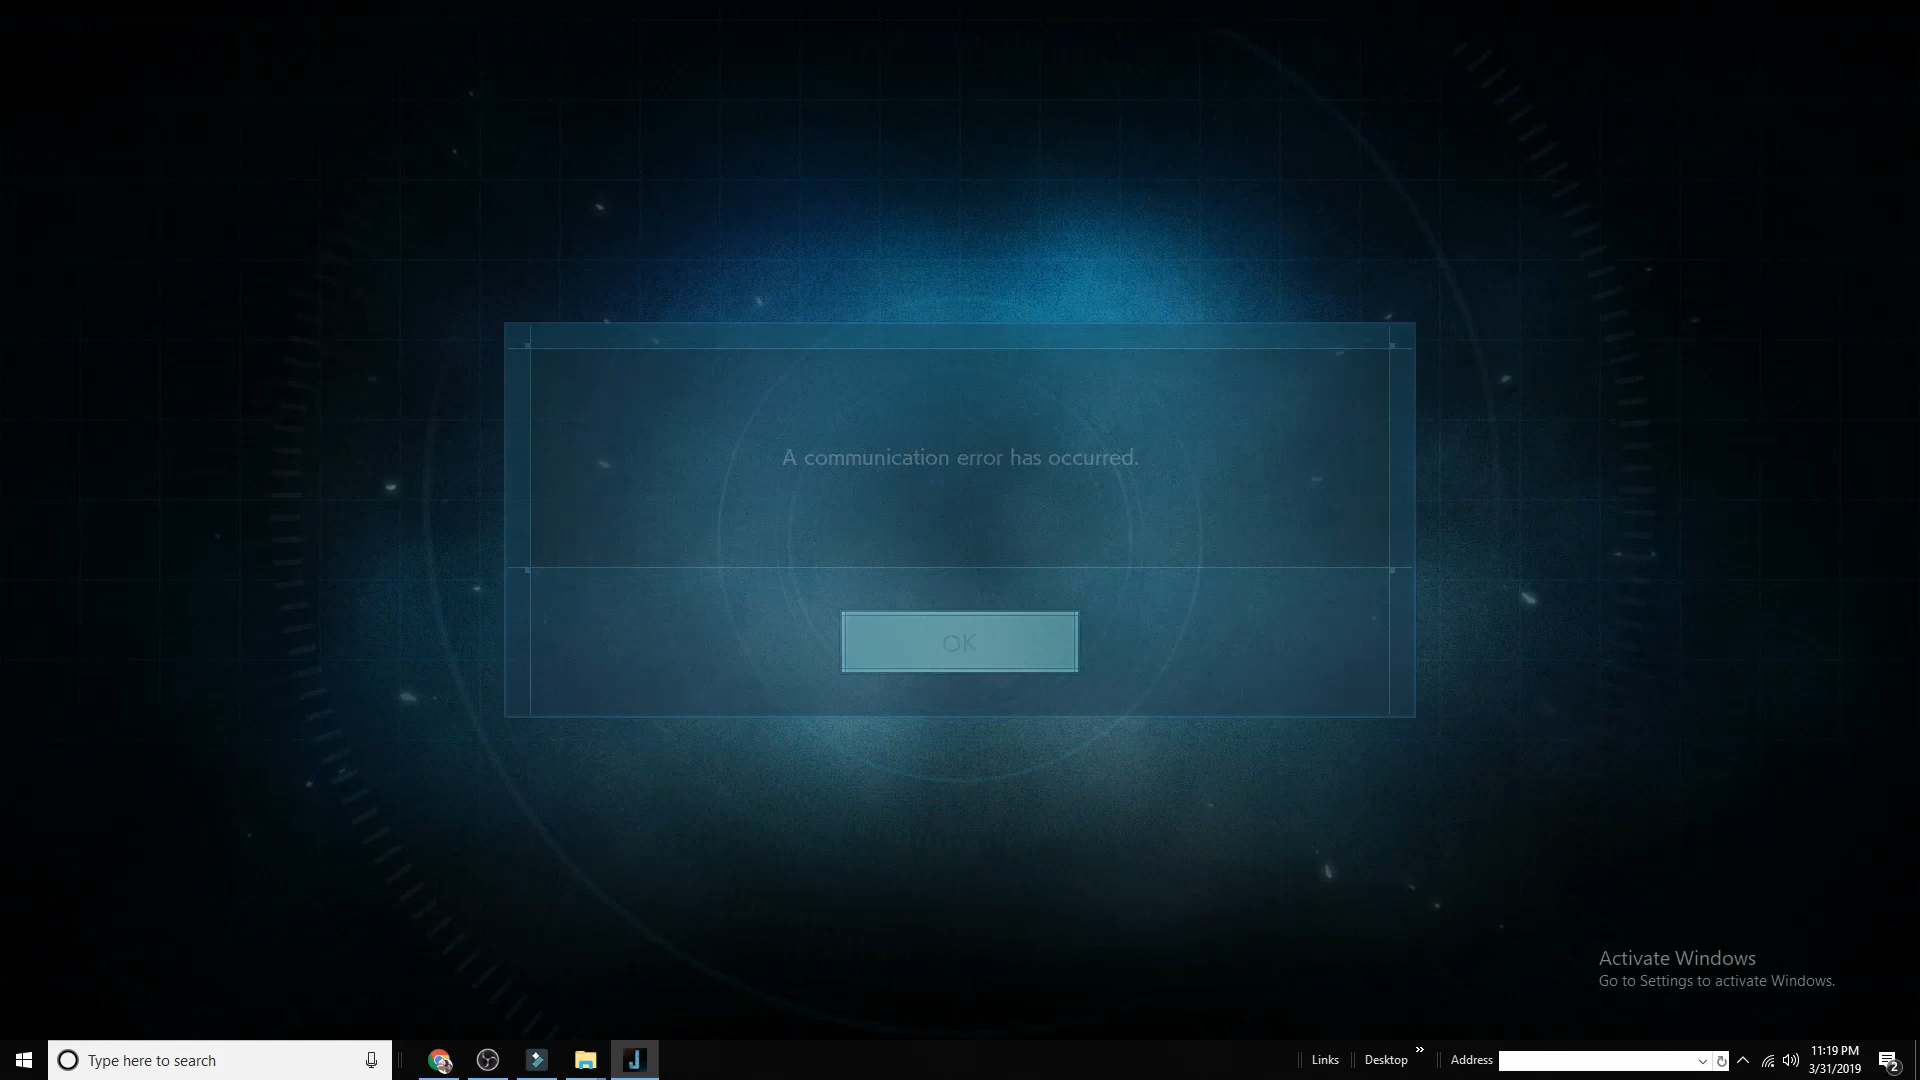 A communication error has occurred.
OK
Activate Windows
Go to Settings to activate Windows.
Type here to search
J
Links
Desktop
»
Address
11:19 PM
3/31/2019
2